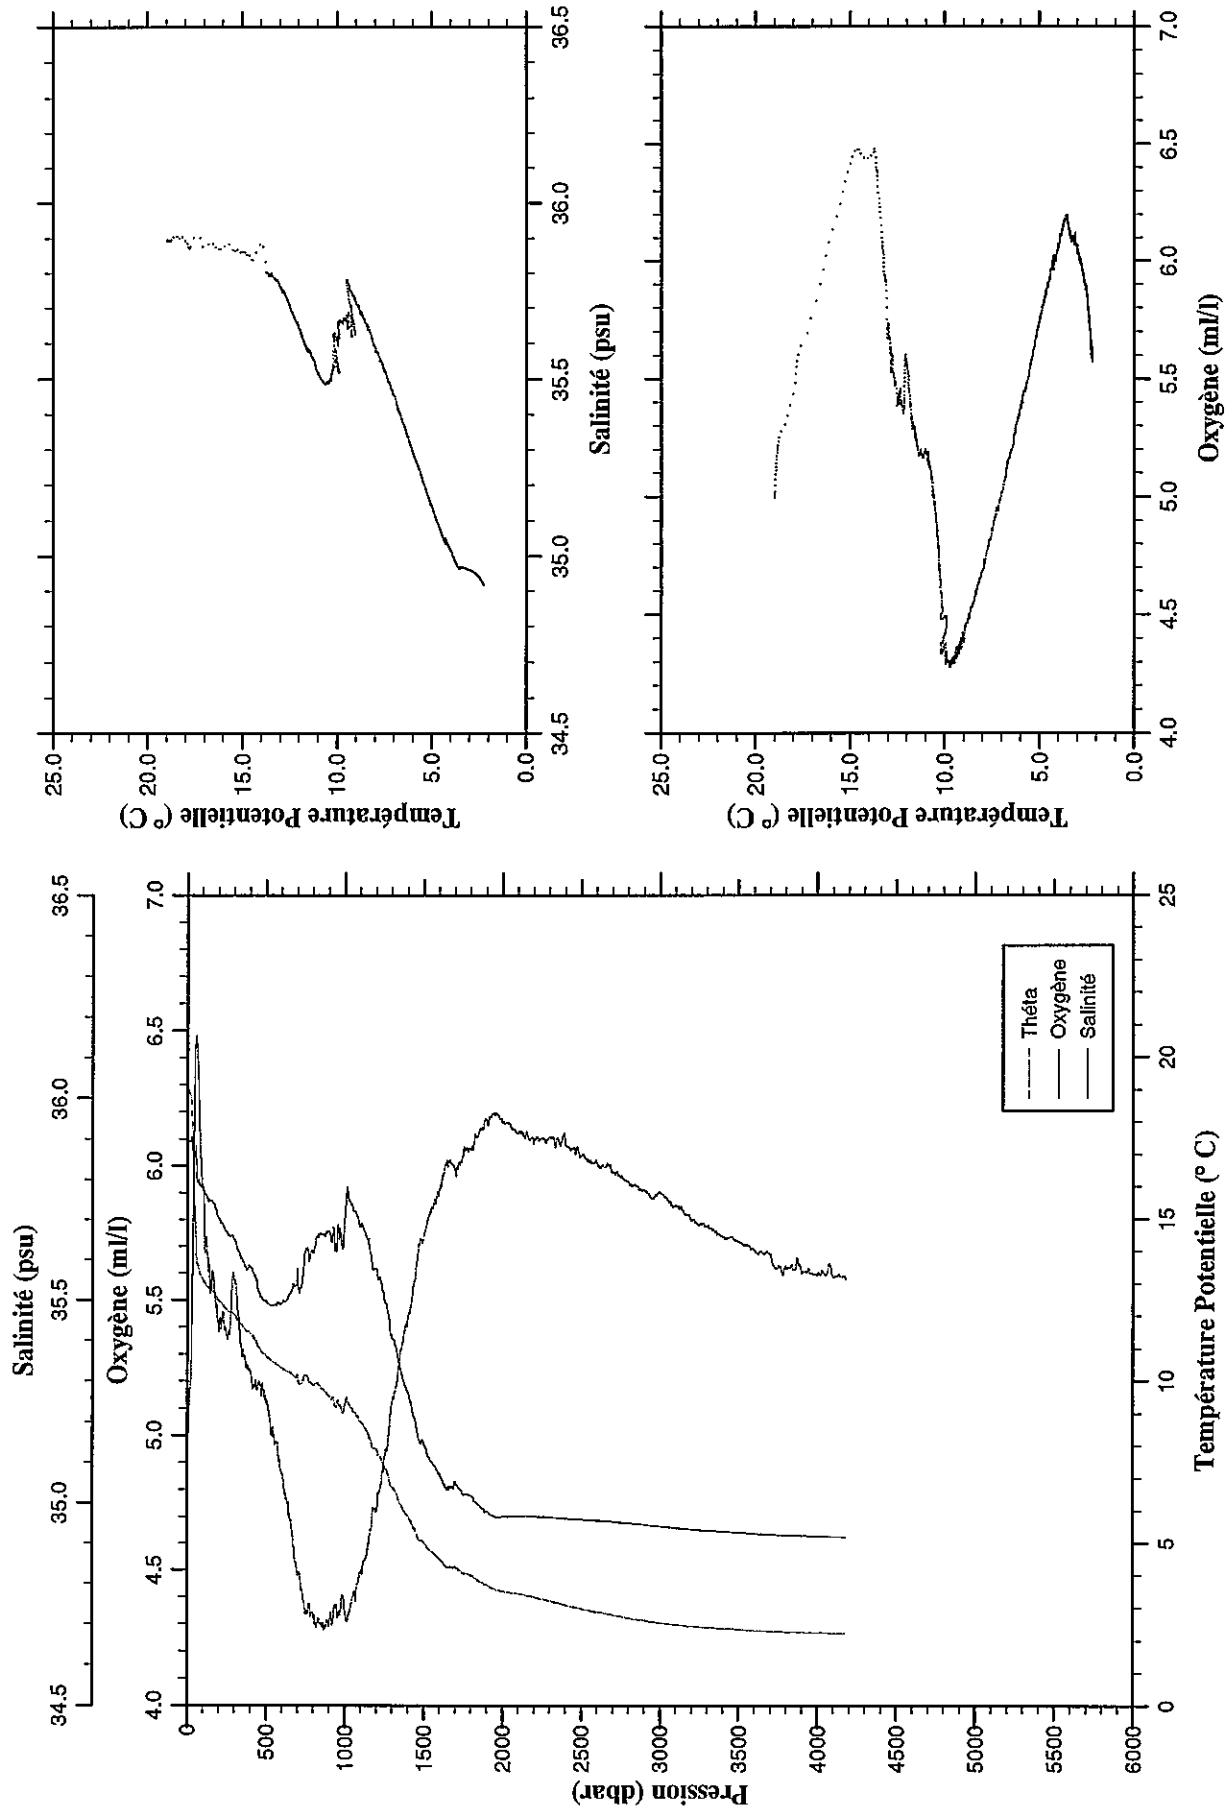 Salinité (psu)
34.5 35.0 35.5 36.0 36.5
Oxygène (ml/l)
4.0 4.5 5.0 5.5 6.0 6.5 7.0
Pression (dbar)
0
500
1000
1500
2000
2500
3000
3500
4000
4500
5000
5500
6000
Théta
Oxygène
Salinité
0 5 10 15 20 25
Température Potentielle (° C)
Température Potentielle (° C)
25.0
20.0
15.0
10.0
5.0
0.0
34.5 35.0 35.5 36.0 36.5
Salinité (psu)
Température Potentielle (° C)
25.0
20.0
15.0
10.0
5.0
0.0
4.0 4.5 5.0 5.5 6.0 6.5 7.0
Oxygène (ml/l)